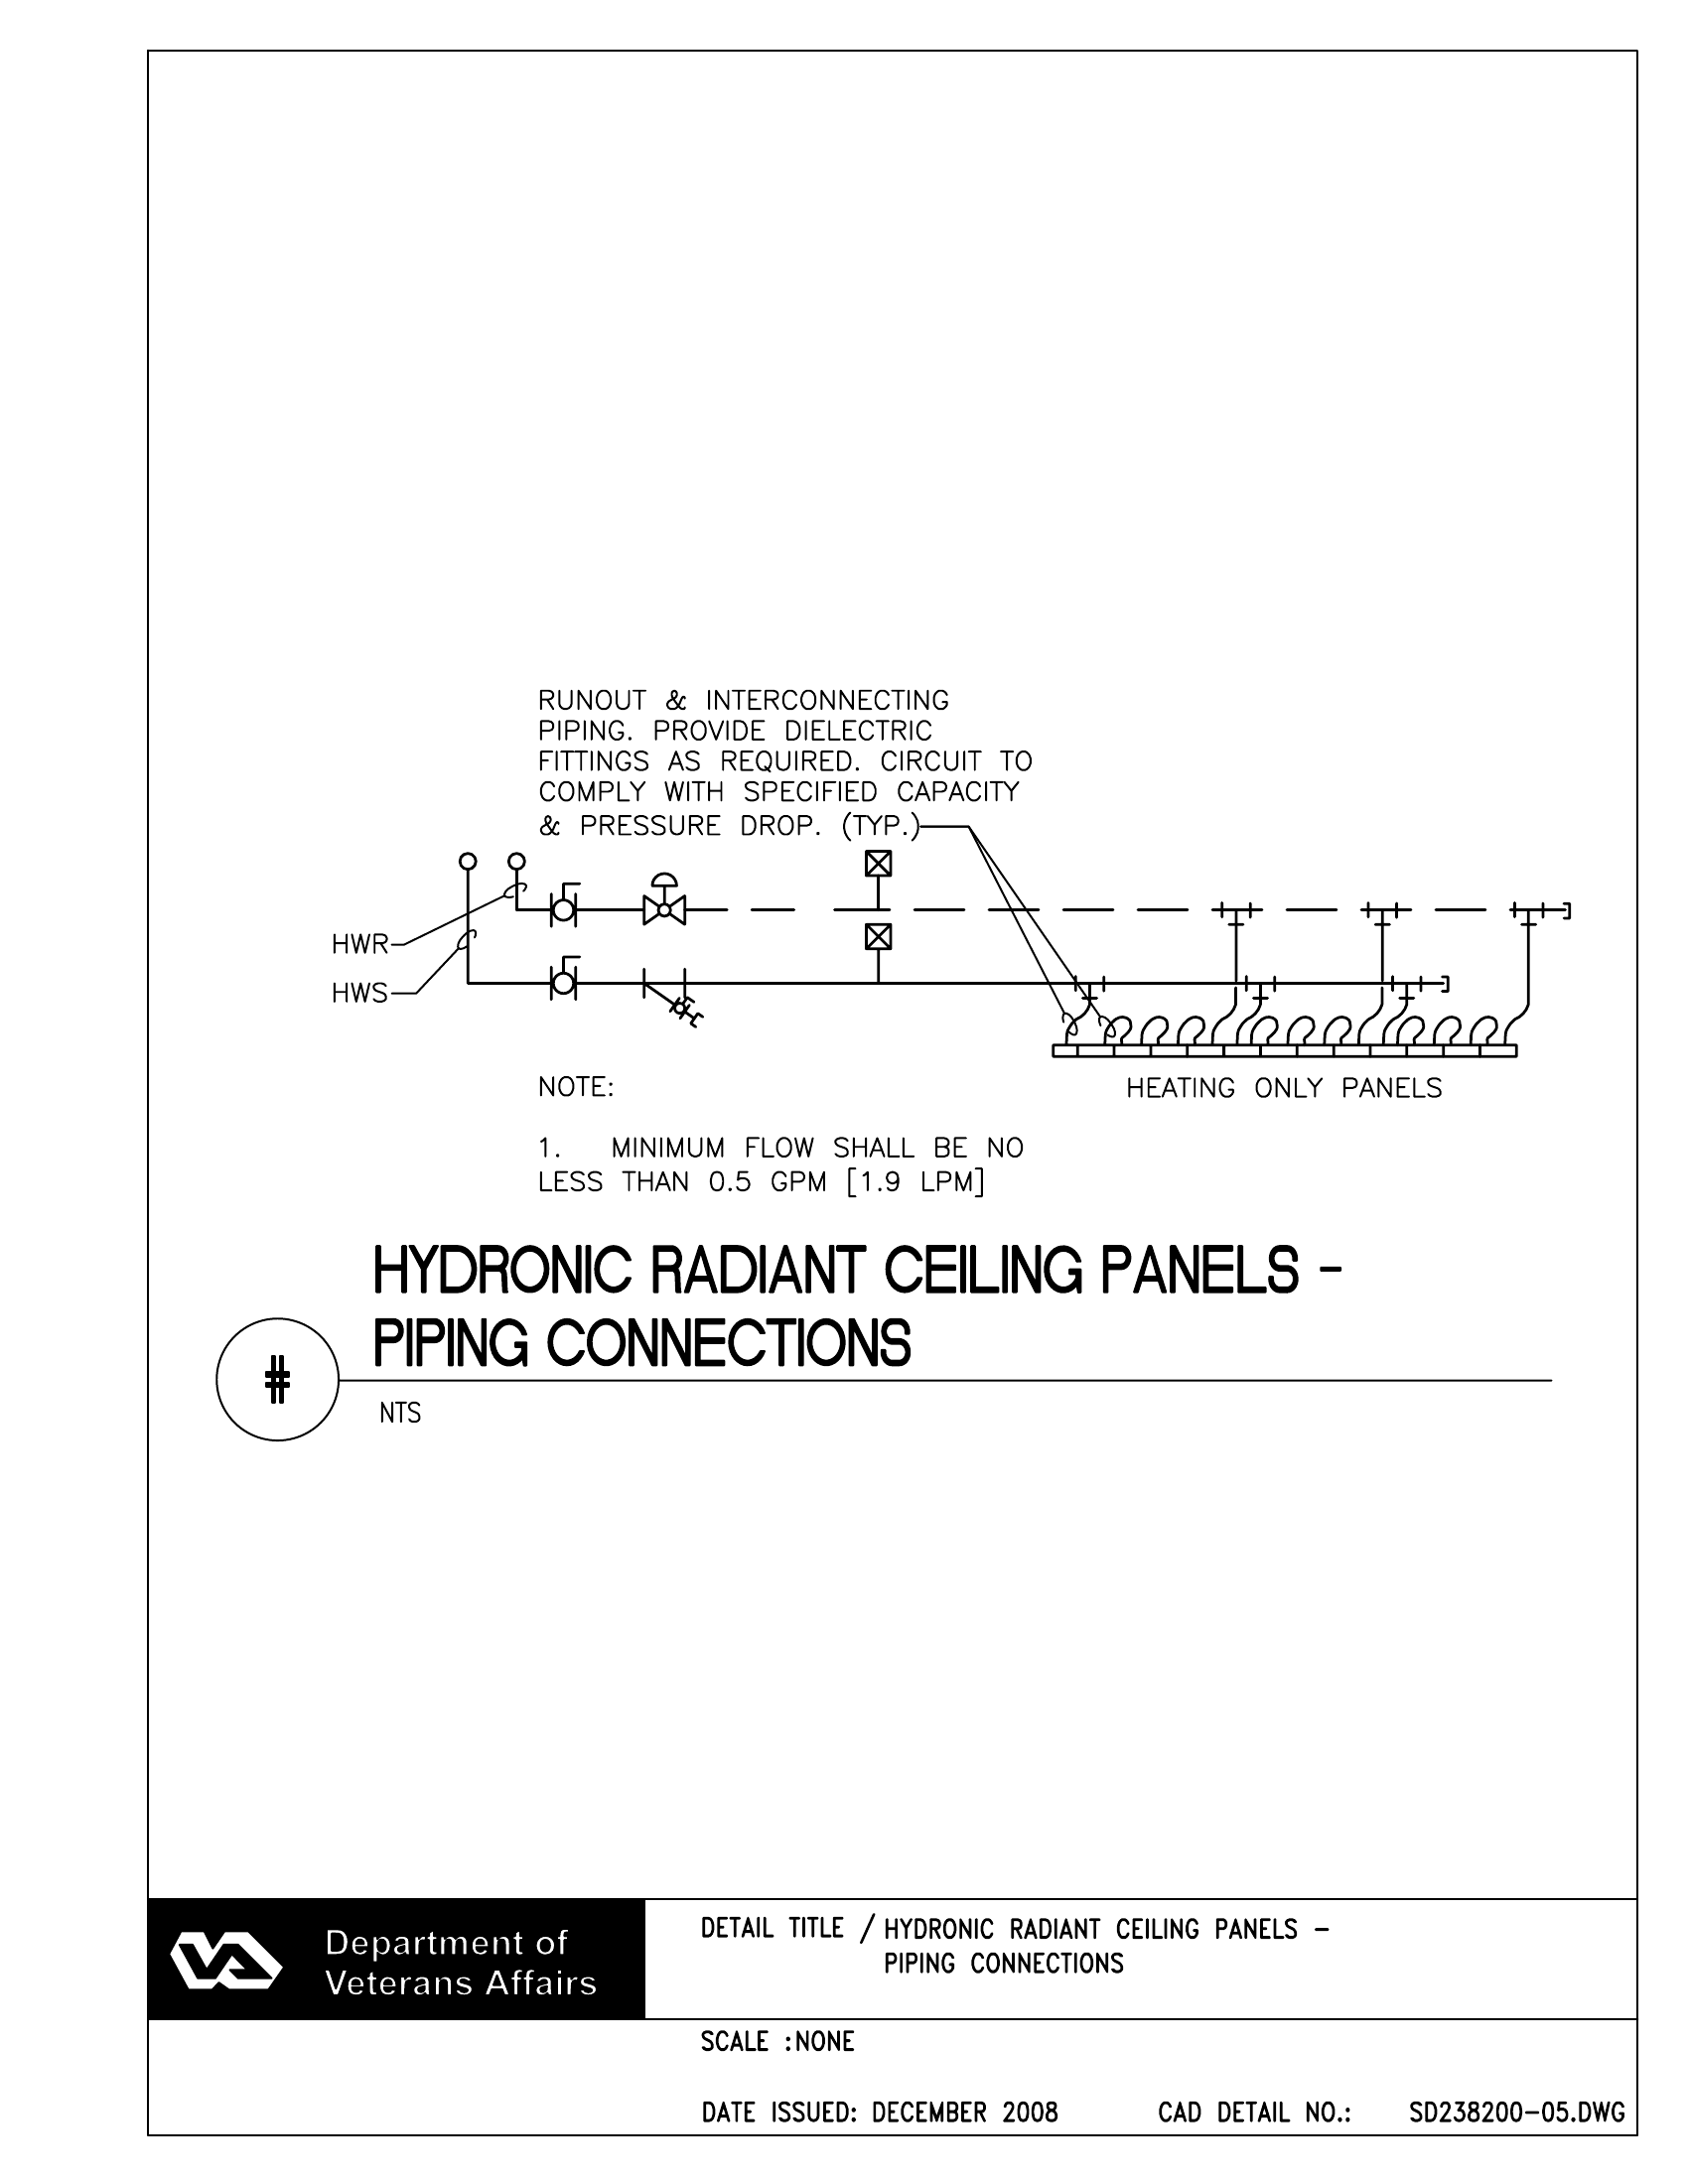 RUNOUT & INTERCONNECTING
PIPING. PROVIDE DIELECTRIC
FITTINGS AS REQUIRED. CIRCUIT TO
COMPLY WITH SPECIFIED CAPACITY
& PRESSURE DROP. (TYP.)
HWR
HWS
HEATING ONLY PANELS
NOTE:
1. MINIMUM FLOW SHALL BE NO
LESS THAN 0.5 GPM [1.9 LPM]
HYDRONIC RADIANT CEILING PANELS -
PIPING CONNECTIONS
#
NTS
Department of
Veterans Affairs
DETAIL TITLE / HYDRONIC RADIANT CEILING PANELS -
PIPING CONNECTIONS
SCALE :NONE
DATE ISSUED: DECEMBER 2008 CAD DETAIL NO.: SD238200-05.DWG